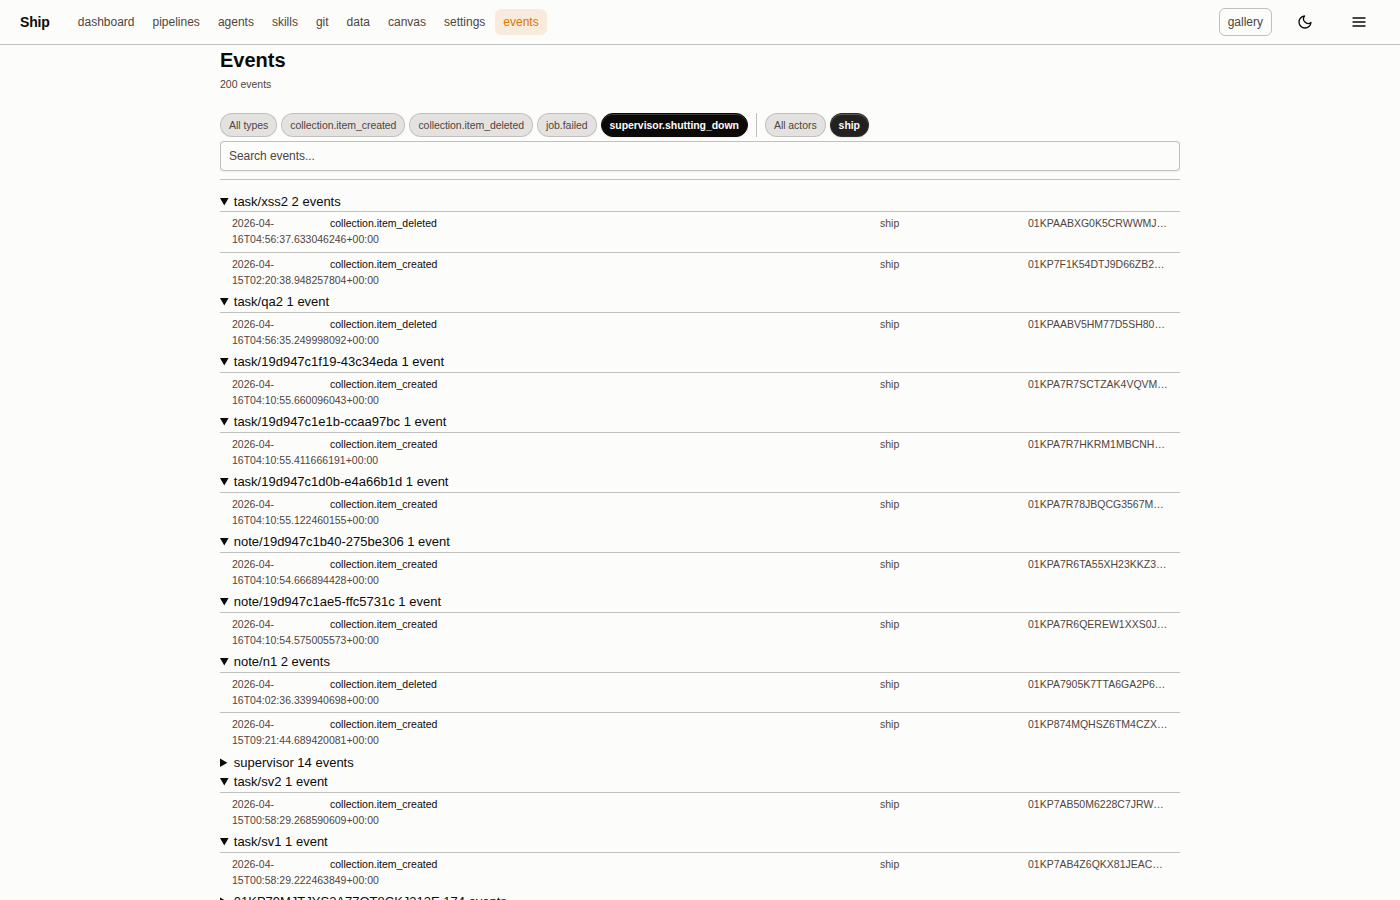 Ship dashboard pipelines agents skills git data canvas settings events gallery
Events
200 events
All types collection.item_created collection.item_deleted job.failed supervisor.shutting_down All actors ship
Search events...
task/xss2 2 events
2026-04- collection.item_deleted ship 01KPAABXG0K5CRWWMJ…
16T04:56:37.633046246+00:00
2026-04- collection.item_created ship 01KP7F1K54DTJ9D66ZB2…
15T02:20:38.948257804+00:00
task/qa2 1 event
2026-04- collection.item_deleted ship 01KPAABV5HM77D5SH80…
16T04:56:35.249998092+00:00
task/19d947c1f19-43c34eda 1 event
2026-04- collection.item_created ship 01KPA7R7SCTZAK4VQVM…
16T04:10:55.660096043+00:00
task/19d947c1e1b-ccaa97bc 1 event
2026-04- collection.item_created ship 01KPA7R7HKRM1MBCNH…
16T04:10:55.411666191+00:00
task/19d947c1d0b-e4a66b1d 1 event
2026-04- collection.item_created ship 01KPA7R78JBQCG3567M…
16T04:10:55.122460155+00:00
note/19d947c1b40-275be306 1 event
2026-04- collection.item_created ship 01KPA7R6TA55XH23KKZ3…
16T04:10:54.666894428+00:00
note/19d947c1ae5-ffc5731c 1 event
2026-04- collection.item_created ship 01KPA7R6QEREW1XXS0J…
16T04:10:54.575005573+00:00
note/n1 2 events
2026-04- collection.item_deleted ship 01KPA7905K7TTA6GA2P6…
16T04:02:36.339940698+00:00
2026-04- collection.item_created ship 01KP874MQHSZ6TM4CZX…
15T09:21:44.689420081+00:00
supervisor 14 events
task/sv2 1 event
2026-04- collection.item_created ship 01KP7AB50M6228C7JRW…
15T00:58:29.268590609+00:00
task/sv1 1 event
2026-04- collection.item_created ship 01KP7AB4Z6QKX81JEAC…
15T00:58:29.222463849+00:00
174 events